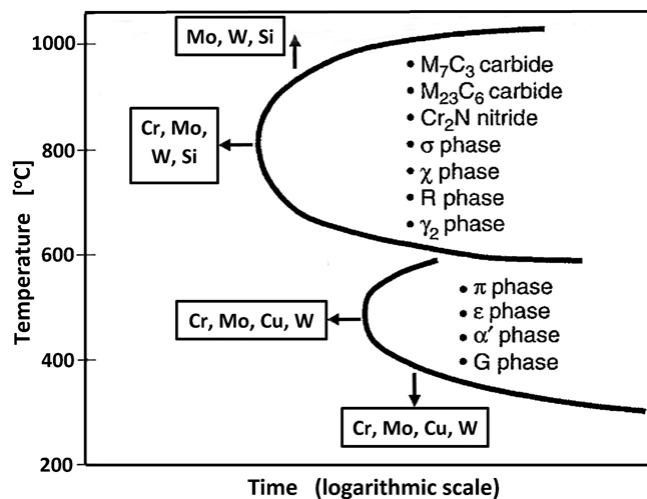 1000
800
600
400
200
Temperature [°C]
Mo, W, Si
Cr, Mo,
W, Si
• M₇C₃ carbide
• M₂₃C₆ carbide
• Cr₂N nitride
• σ phase
• χ phase
• R phase
• γ₂ phase
Cr, Mo, Cu, W
• π phase
• ε phase
• α′ phase
• G phase
Cr, Mo, Cu, W
Time (logarithmic scale)